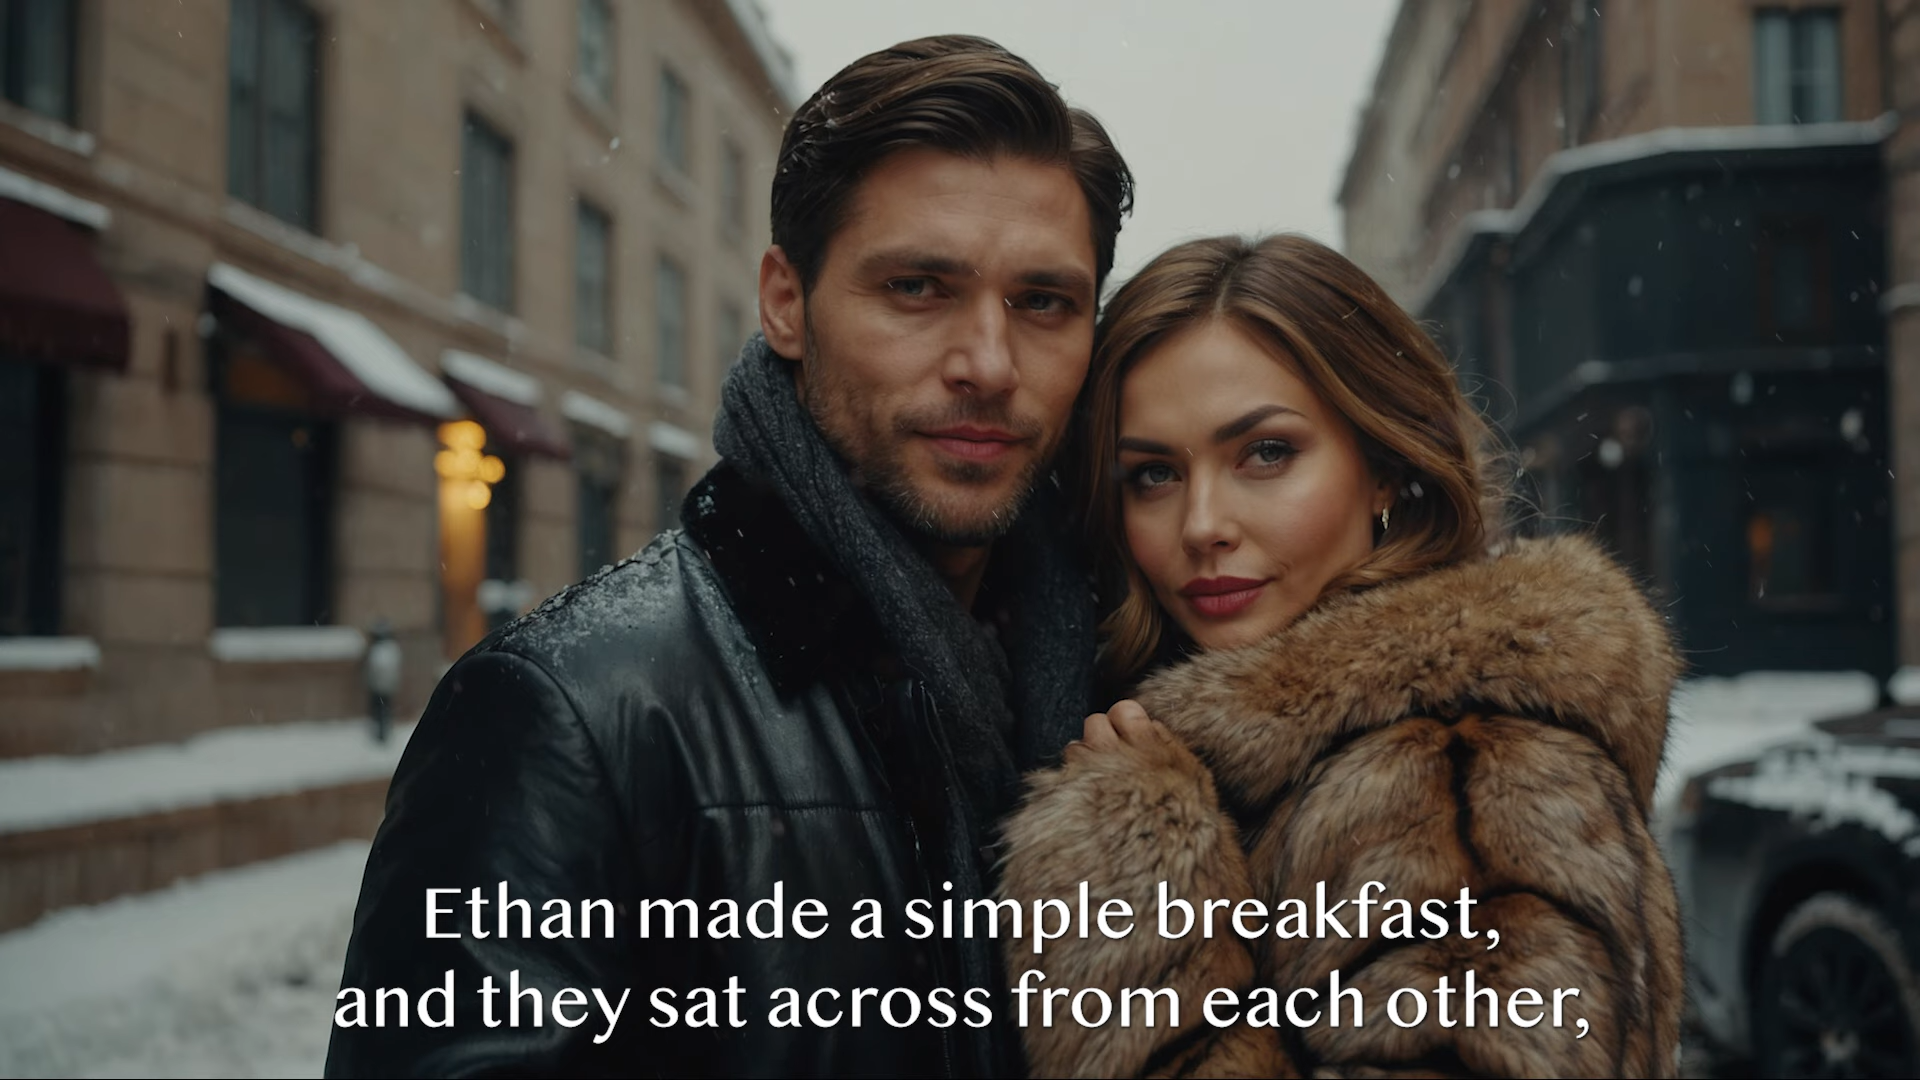 Ethan made a simple breakfast,
and they sat across from each other,